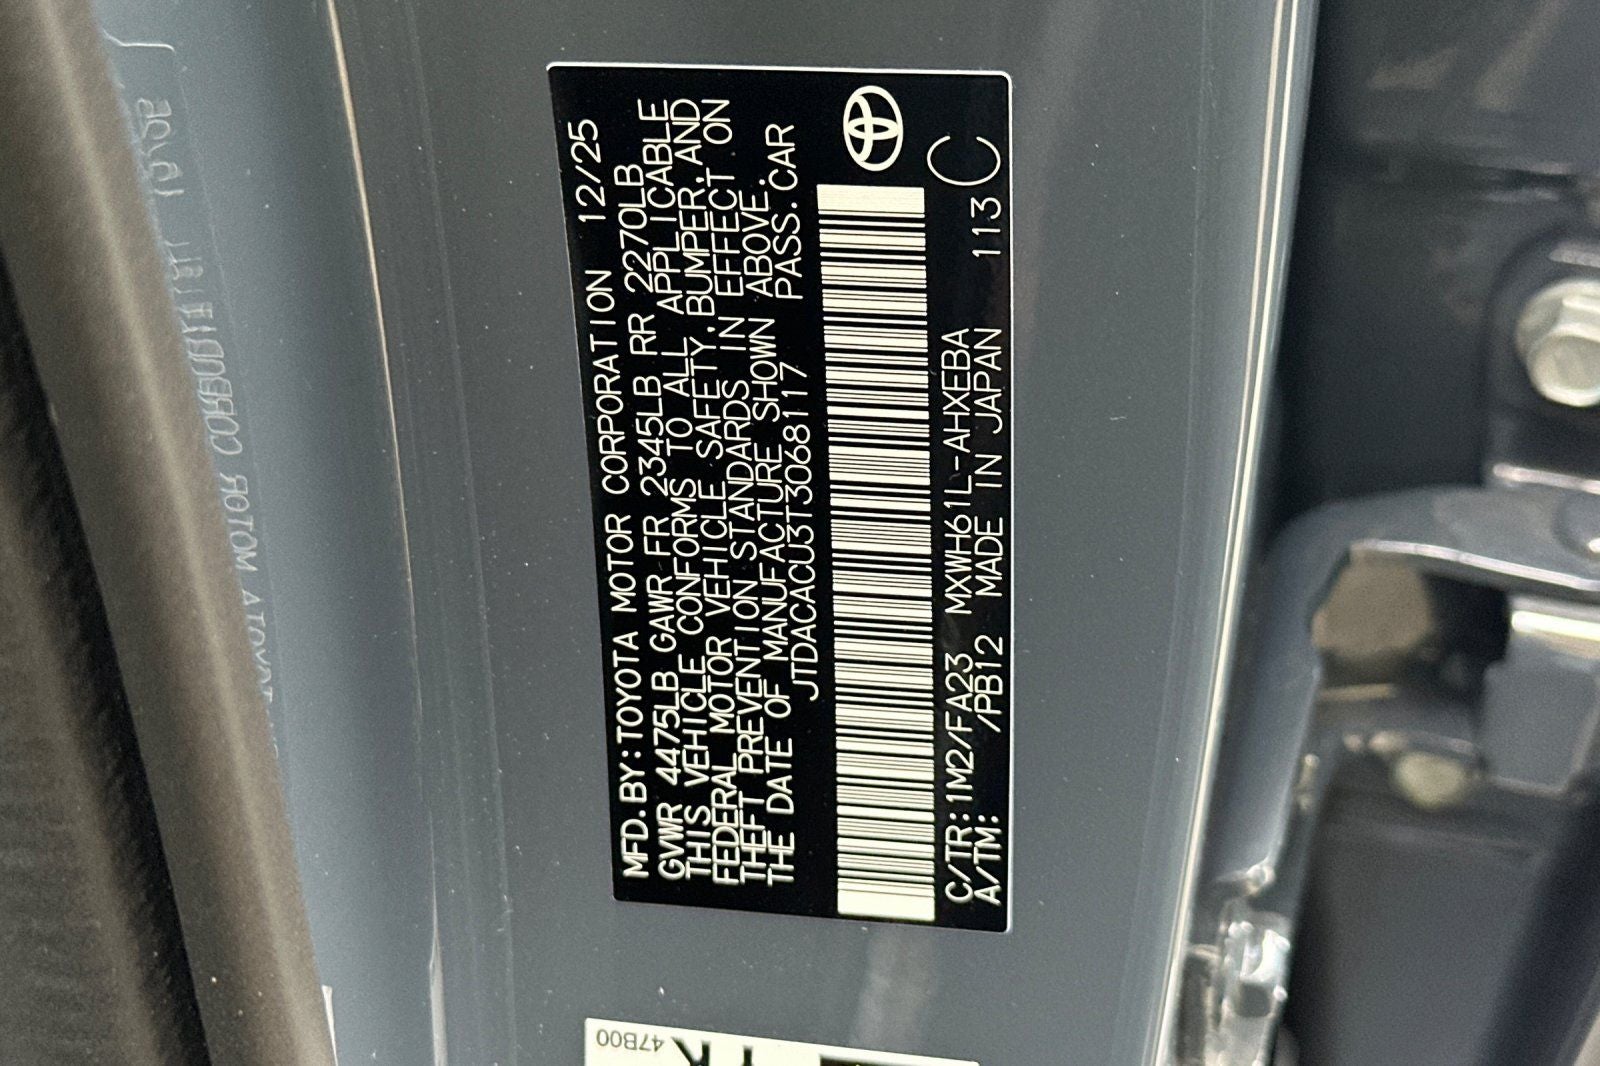 MFD.BY:TOYOTA MOTOR CORPORATION 12/25
GVWR 4475LB GAWR FR 2345LB RR 2270LB
THIS VEHICLE CONFORMS TO ALL APPLICABLE
FEDERAL MOTOR VEHICLE SAFETY,BUMPER,AND
THEFT PREVENTION STANDARDS IN EFFECT ON
THE DATE OF MANUFACTURE SHOWN ABOVE.
JTDACACU3T3068117 PASS.CAR
C/TR:1M2/FA23 MXWH61L-AHXEBA 113 C
A/TM: /PB12 MADE IN JAPAN
47B00